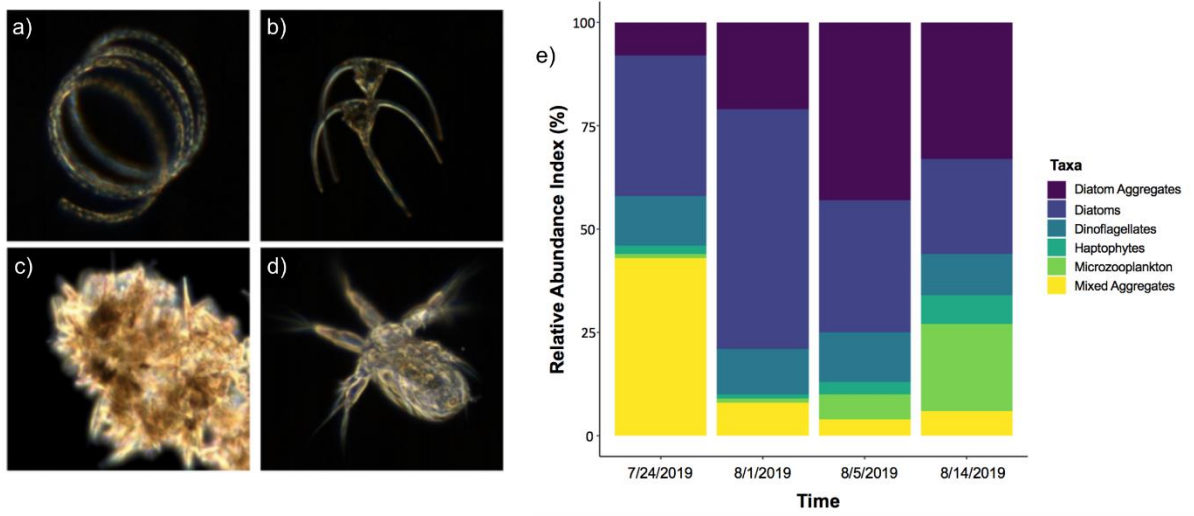 a)
b)
c)
d)
e)
Relative Abundance Index (%)
100
75
50
25
0
7/24/2019 8/1/2019 8/5/2019 8/14/2019
Time
Taxa
Diatom Aggregates
Diatoms
Dinoflagellates
Haptophytes
Microzooplankton
Mixed Aggregates